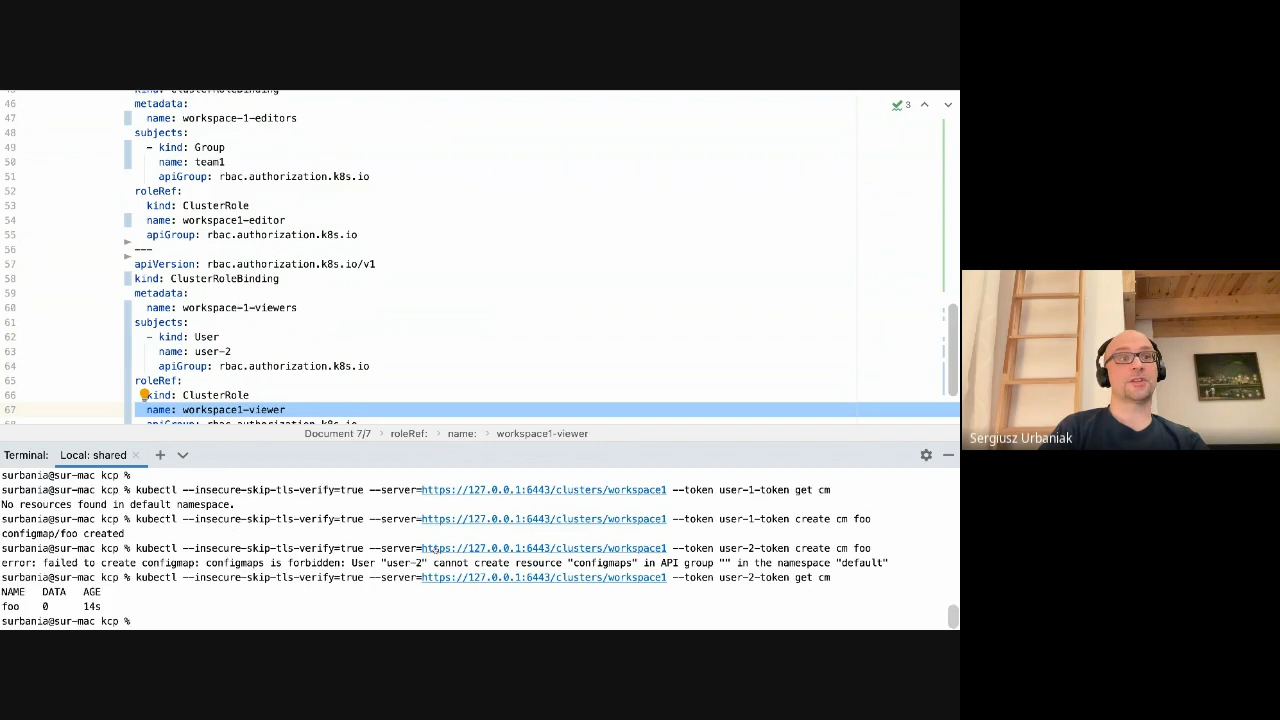 45 kind: ClusterRoleBinding
46 metadata:
47 name: workspace-1-editors
48 subjects:
49 - kind: Group
50 name: team1
51 apiGroup: rbac.authorization.k8s.io
52 roleRef:
53 kind: ClusterRole
54 name: workspace1-editor
55 apiGroup: rbac.authorization.k8s.io
56 ---
57 apiVersion: rbac.authorization.k8s.io/v1
58 kind: ClusterRoleBinding
59 metadata:
60 name: workspace-1-viewers
61 subjects:
62 - kind: User
63 name: user-2
64 apiGroup: rbac.authorization.k8s.io
65 roleRef:
66 kind: ClusterRole
67 name: workspace1-viewer
apiGroup: rbac.authorization.k8s.io
3
Document 7/7 › roleRef: › name: › workspace1-viewer
Terminal: Local: shared × +
surbania@sur-mac kcp %
surbania@sur-mac kcp % kubectl --insecure-skip-tls-verify=true --server=https://127.0.0.1:6443/clusters/workspace1 --token user-1-token get cm
No resources found in default namespace.
surbania@sur-mac kcp % kubectl --insecure-skip-tls-verify=true --server=https://127.0.0.1:6443/clusters/workspace1 --token user-1-token create cm foo
configmap/foo created
surbania@sur-mac kcp % kubectl --insecure-skip-tls-verify=true --server=https://127.0.0.1:6443/clusters/workspace1 --token user-2-token create cm foo
error: failed to create configmap: configmaps is forbidden: User "user-2" cannot create resource "configmaps" in API group "" in the namespace "default"
surbania@sur-mac kcp % kubectl --insecure-skip-tls-verify=true --server=https://127.0.0.1:6443/clusters/workspace1 --token user-2-token get cm
NAME DATA AGE
foo 0 14s
surbania@sur-mac kcp %
Sergiusz Urbaniak